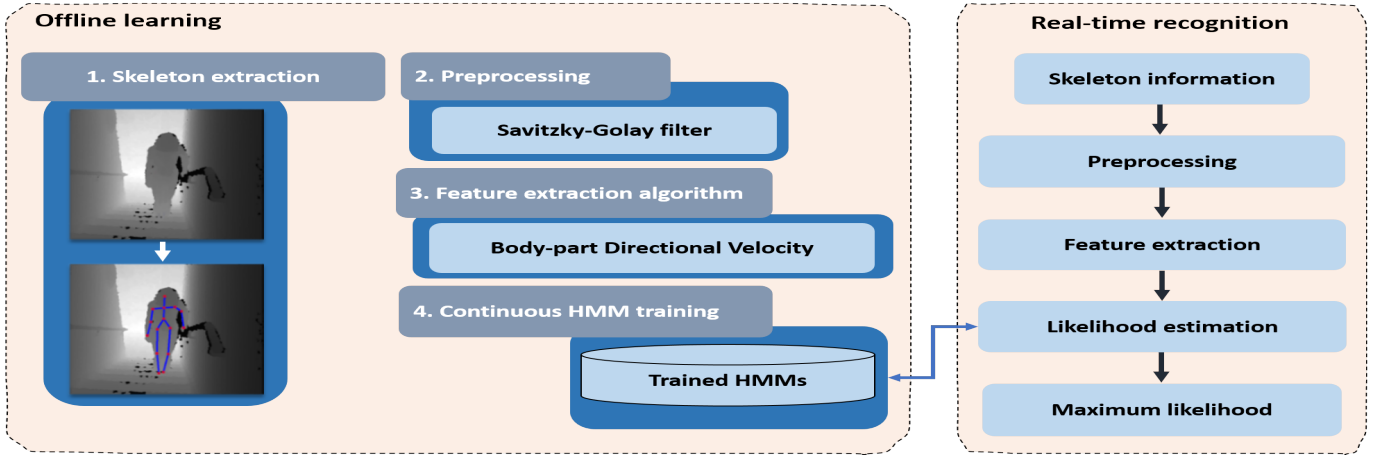 Offline learning
1. Skeleton extraction
2. Preprocessing
Savitzky-Golay filter
3. Feature extraction algorithm
Body-part Directional Velocity
4. Continuous HMM training
Trained HMMs
Real-time recognition
Skeleton information
Preprocessing
Feature extraction
Likelihood estimation
Maximum likelihood